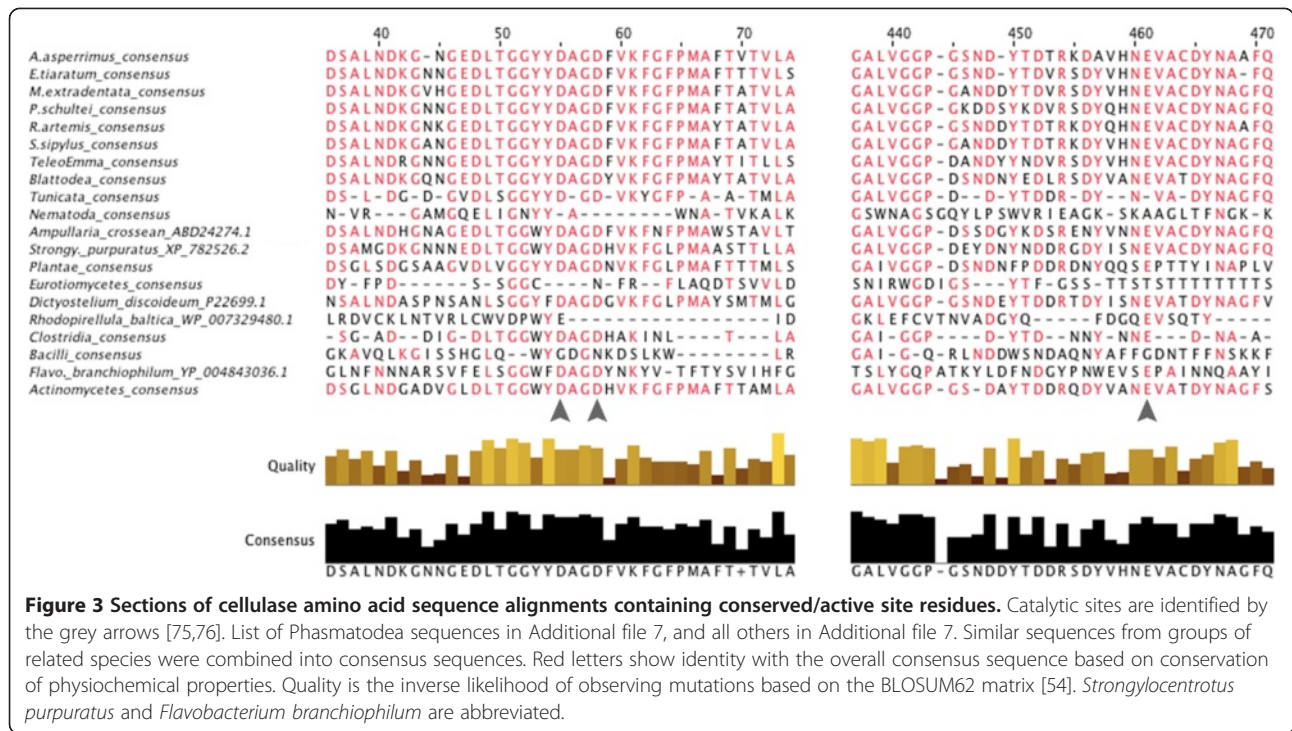 40 50 60 70 440 450 460 470
A.asperrimus_consensus DSALNDKG-NGEDLTGGYYDAGDFVKFGFPMAFTVTVLA GALVGGP-GSND-YTDTRKDAVHNEVACDYNAAFQ
E.tiaratum_consensus DSALNDKGNNGEDLTGGYYDAGDFVKFGFPMAFTTTVLS GALVGGP-GSNDDYTDVRSDYVHNEVACDYNA-FQ
M.extradentata_consensus DSALNDKGVHGEDLTGGYYDAGDFVKFGFPMAFTATVLA GALVGGP-GANDDYTDVRSDYVHNEVACDYNAGFQ
P.schultei_consensus DSALNDKGNNGEDLTGGYYDAGDFVKFGFPMAFTATVLA GALVGGP-GKDDSYKDVRSDYQHNEVACDYNAGFQ
R.artemis_consensus DSALNDKGNKGEDLTGGYYDAGDFVKFGFPMAYTATVLA GALVGGP-GSNDDYTDTRKDYQHNEVACDYNAAFQ
S.sipylus_consensus DSALNDKGANGEDLTGGYYDAGDFVKFGFPMAFTATVLA GALVGGP-GANDDYTDTRSDYVHNEVACDYNAGFQ
TeleoEmma_consensus DSALNDRGNNGEDLTGGYYDAGDFVKFGFPMAYTITLLS GALVGGP-DANDYYNDVRSDYVHNEVACDYNAGFQ
Blattodea_consensus DSALNDKGQNGEDLTGGYYDAGDYVKFGFPMAYTATVLA GALVGGP-DSNDNYEDLRSDYVANEVATDYNAGFQ
Tunicata_consensus DS-L-DG-D-GVDLSGGYYD-GD-VKYGFP-A-A-TMLA GALVGGP-D--D-YTDDRDY--N-VACDYNAGFQ
Nematoda_consensus N-VR---GAMGQELIGNYY-A--------WNA-TVKALK GSWNAGSGQYLPSWVRIEAGK-SKAAGLTFNGK-K
Ampullaria_crossean_ABD24274.1 DSALNDHGNAGEDLTGGWYDAGDFVKFNFPMAWSTAVLT GALVGGP-DSSDGYKDSRENYVNNEVACDYNAGFQ
Strongy._purpuratus_XP_782526.2 DSAMGDKGNNNEDLTGGWYDAGDHVKFGLPMAASTTLLA GALVGGP-DEYDNYNDDRGDYISNEVACDYNAGFQ
Plantae_consensus DSGLSDGSAAGVDLVGGYYDAGDNVKFGLPMAFTTTMLS GAIVGGP-DSNDNFPDDRDNYQQSEPTTYINAPLV
Eurotiomycetes_consensus DY-FPD------S-SGGC----N-FR--FLAQDTSVVLD SNIRWGDIGS---YTF-GSS-TTSTSTTTTTTTTS
Dictyostelium_discoideum_P22699.1 NSALNDASPNSANLSGGYFDAGDGVKFGLPMAYSMTMLG GALVGGP-GSNDEYTDDRTDYISNEVATDYNAGFV
Rhodopirellula_baltica_WP_007329480.1 LRDVCKLNTVRLCWVDPWYE-----------------ID GKLEFCVTNVADGYQ-----FDGQEVSQTY-----
Clostridia_consensus -SG-AD--DG-DLTGGWYDAGDHAKINL----T---LA GAI-GGP----D-YTD--NNY-NNE---D-NA-A-
Bacilli_consensus GKAVQLKGISSHGLQ--WYGDGNKDSLKW--------LR GAI-G-Q-RLNDDWSNDAQNYAFFGDNTFFNSKKF
Flavo._branchiophilum_YP_004843036.1 GLNFNNNARSVFELSGGWFDAGDYNKYV-TFTYSVIHFG TSLYGQPATKYLDFNDGYPNWEVSEPAINNQAAYI
Actinomycetes_consensus DSGLNDGADVGLDLTGGWYDAGDHVKFGFPMAFTTAMLA GALVGGP-GS-DAYTDDRQDYVANEVATDYNAGFS
Quality
Consensus
DSALNDKGNNGEDLTGGYYDAGDFVKFGFPMAFT+TVLA GALVGGP-GSNDDYTDDRSDYVHNEVACDYNAGFQ
Figure 3 Sections of cellulase amino acid sequence alignments containing conserved/active site residues. Catalytic sites are identified by
the grey arrows [75,76]. List of Phasmatodea sequences in Additional file 7, and all others in Additional file 7. Similar sequences from groups of
related species were combined into consensus sequences. Red letters show identity with the overall consensus sequence based on conservation
of physiochemical properties. Quality is the inverse likelihood of observing mutations based on the BLOSUM62 matrix [54]. Strongylocentrotus
purpuratus and Flavobacterium branchiophilum are abbreviated.